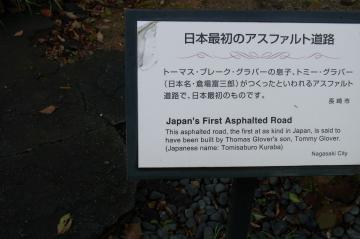 日本最初のアスファルト道路
トーマス・ブレーク・グラバーの息子、トミー・グラバー
(日本名・倉場富三郎)がつくったといわれるアスファルト
道路で、日本最初のものです。
長崎市
Japan's First Asphalted Road
This asphalted road, the first at as kind in Japan, is said to
have been built by Thomas Glover's son, Tommy Glover.
(Japanese name: Tomisaburo Kuraba)
Nagasaki City